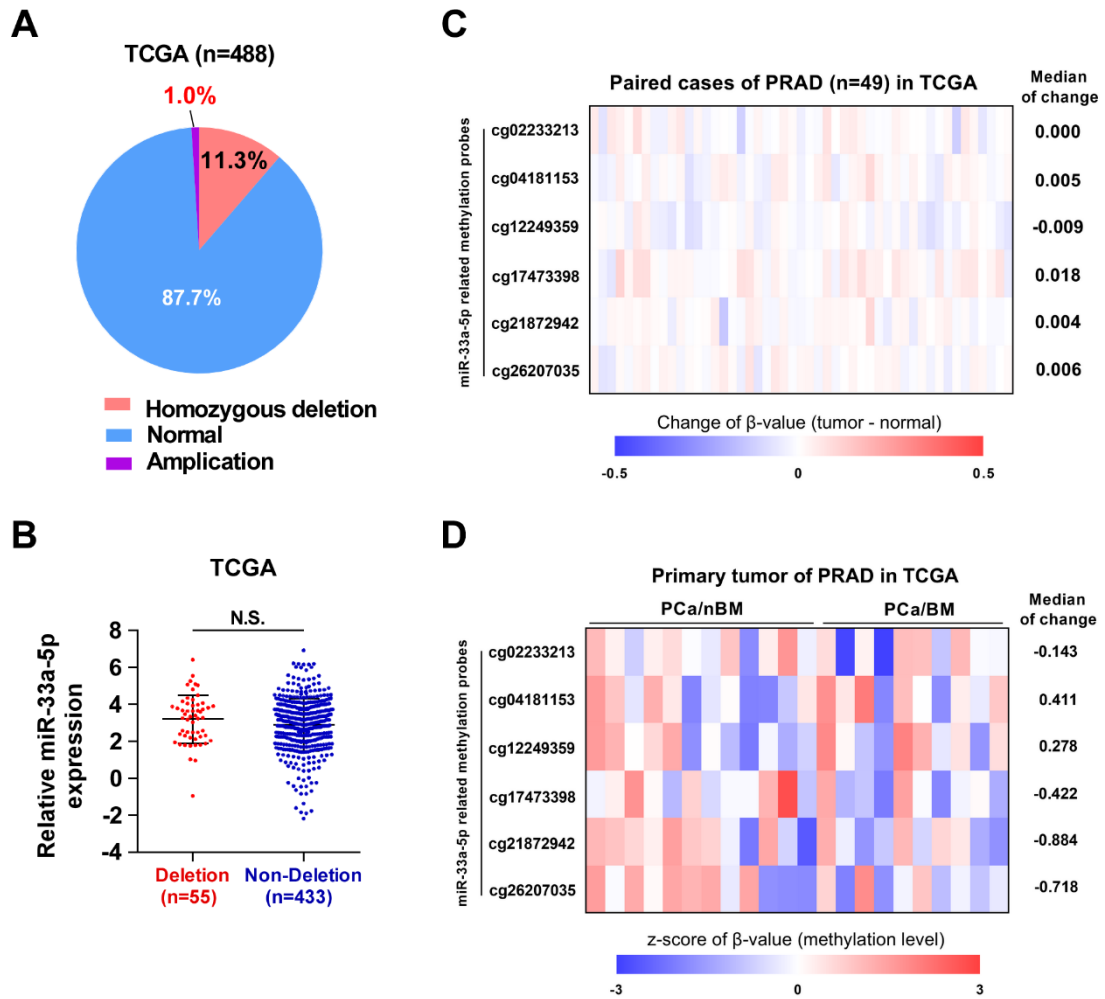 A
TCGA (n=488)
1.0%
11.3%
87.7%
Homozygous deletion
Normal
Amplication
B
TCGA
N.S.
Relative miR-33a-5p
expression
8
6
4
2
0
-2
-4
Deletion
(n=55)
Non-Deletion
(n=433)
C
Paired cases of PRAD (n=49) in TCGA
Median
of change
miR-33a-5p related methylation probes
cg02233213 0.000
cg04181153 0.005
cg12249359 -0.009
cg17473398 0.018
cg21872942 0.004
cg26207035 0.006
Change of β-value (tumor - normal)
-0.5 0 0.5
D
Primary tumor of PRAD in TCGA
PCa/nBM PCa/BM
Median
of change
miR-33a-5p related methylation probes
cg02233213 -0.143
cg04181153 0.411
cg12249359 0.278
cg17473398 -0.422
cg21872942 -0.884
cg26207035 -0.718
z-score of β-value (methylation level)
-3 0 3